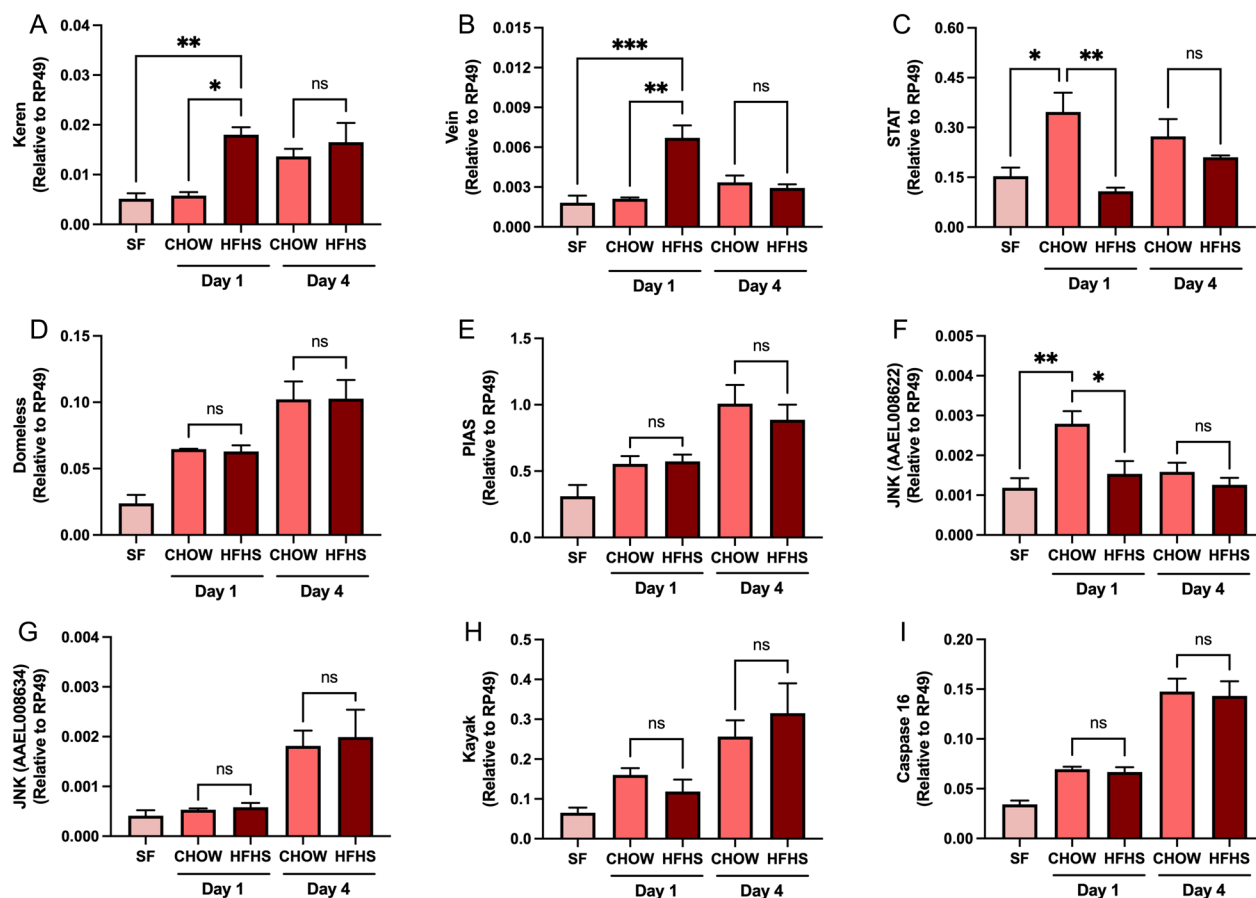 A
Keren
(Relative to RP49)
0.04
0.03
0.02
0.01
0.00
**
*
ns
SF
CHOW
HFHS
CHOW
HFHS
Day 1
Day 4
B
Vein
(Relative to RP49)
0.015
0.012
0.009
0.006
0.003
0.000
***
**
ns
SF
CHOW
HFHS
CHOW
HFHS
Day 1
Day 4
C
STAT
(Relative to RP49)
0.60
0.45
0.30
0.15
0.00
*
**
ns
SF
CHOW
HFHS
CHOW
HFHS
Day 1
Day 4
D
Domeless
(Relative to RP49)
0.15
0.10
0.05
0.00
ns
ns
SF
CHOW
HFHS
CHOW
HFHS
Day 1
Day 4
E
PIAS
(Relative to RP49)
1.5
1.0
0.5
0.0
ns
ns
SF
CHOW
HFHS
CHOW
HFHS
Day 1
Day 4
F
JNK (AAEL008622)
(Relative to RP49)
0.005
0.004
0.003
0.002
0.001
0.000
**
*
ns
SF
CHOW
HFHS
CHOW
HFHS
Day 1
Day 4
G
JNK (AAEL008634)
(Relative to RP49)
0.004
0.003
0.002
0.001
0.000
ns
ns
SF
CHOW
HFHS
CHOW
HFHS
Day 1
Day 4
H
Kayak
(Relative to RP49)
0.5
0.4
0.3
0.2
0.1
0.0
ns
ns
SF
CHOW
HFHS
CHOW
HFHS
Day 1
Day 4
I
Caspase 16
(Relative to RP49)
0.20
0.15
0.10
0.05
0.00
ns
ns
SF
CHOW
HFHS
CHOW
HFHS
Day 1
Day 4